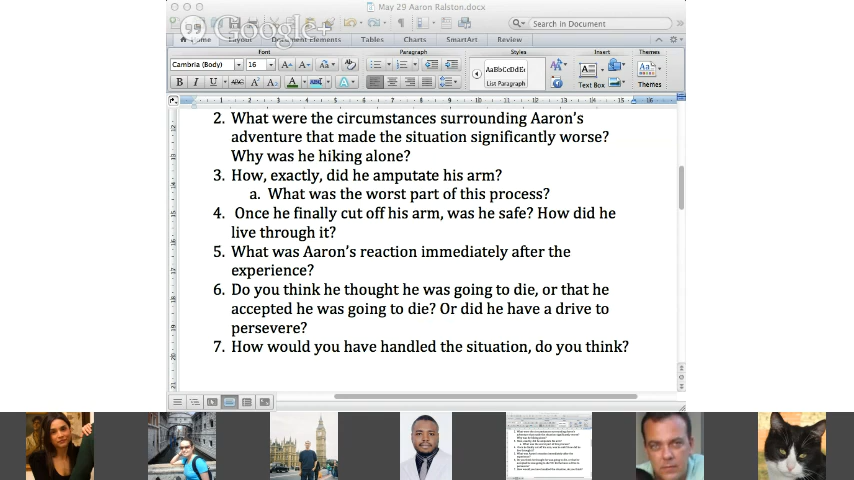 May 29 Aaron Ralston.docx
Google+
Search in Document
Home Layout Document Elements Tables Charts SmartArt Review
Font Paragraph Styles Insert Themes
Cambria (Body) 16
AaBbCcDdEe
List Paragraph
Text Box
Themes
2. What were the circumstances surrounding Aaron's
adventure that made the situation significantly worse?
Why was he hiking alone?
3. How, exactly, did he amputate his arm?
a. What was the worst part of this process?
4. Once he finally cut off his arm, was he safe? How did he
live through it?
5. What was Aaron's reaction immediately after the
experience?
6. Do you think he thought he was going to die, or that he
accepted he was going to die? Or did he have a drive to
persevere?
7. How would you have handled the situation, do you think?